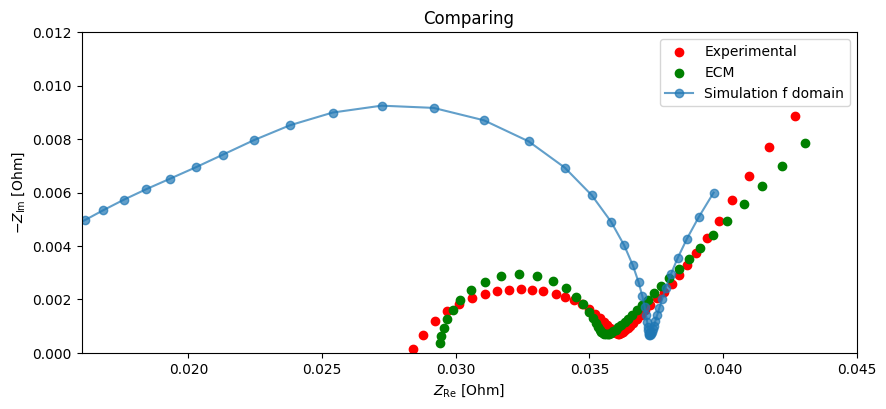 Comparing
Experimental
ECM
Simulation f domain
0.012
0.010
0.008
0.006
0.004
0.002
0.000
−Z_Im [Ohm]
0.020 0.025 0.030 0.035 0.040 0.045
Z_Re [Ohm]